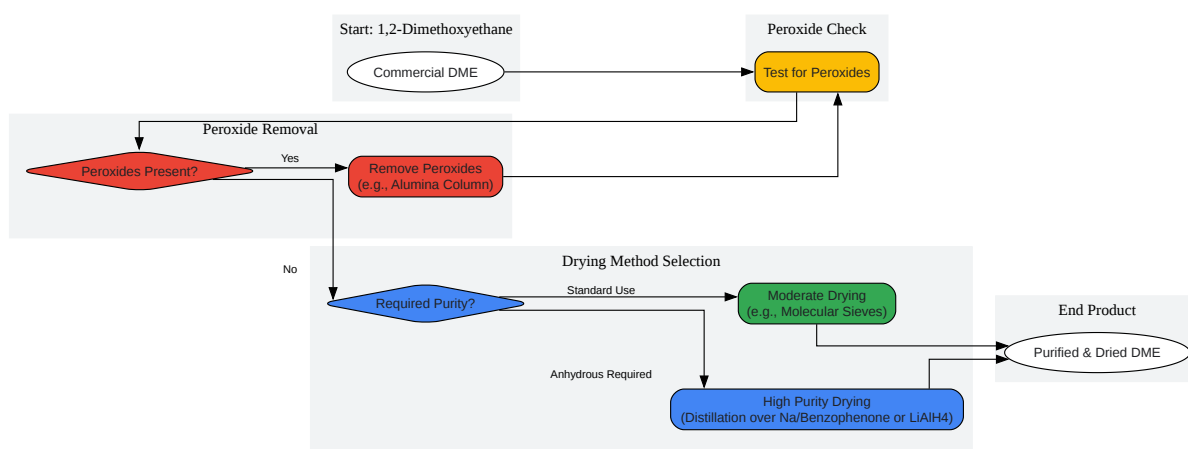 Start: 1,2-Dimethoxyethane
Commercial DME
Peroxide Check
Test for Peroxides
Peroxide Removal
Peroxides Present?
Yes
Remove Peroxides
(e.g., Alumina Column)
No
Drying Method Selection
Required Purity?
Standard Use
Moderate Drying
(e.g., Molecular Sieves)
Anhydrous Required
High Purity Drying
(Distillation over Na/Benzophenone or LiAlH4)
End Product
Purified & Dried DME